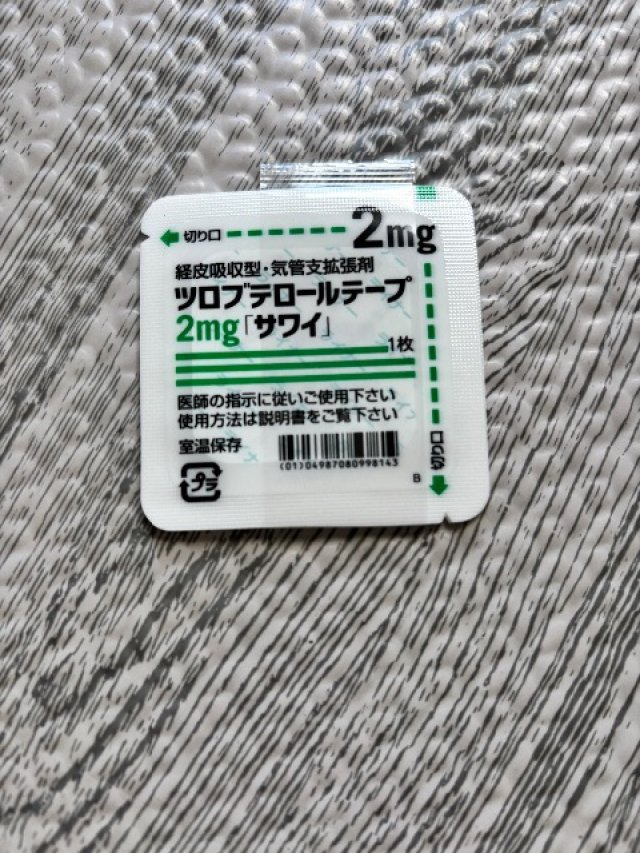 切り口
2mg
経皮吸収型・気管支拡張剤
ツロブテロールテープ
2mg「サワイ」
1枚
医師の指示に従いご使用下さい
使用方法は説明書をご覧下さい
室温保存
(01)04987080998143
プラ
B
切り口